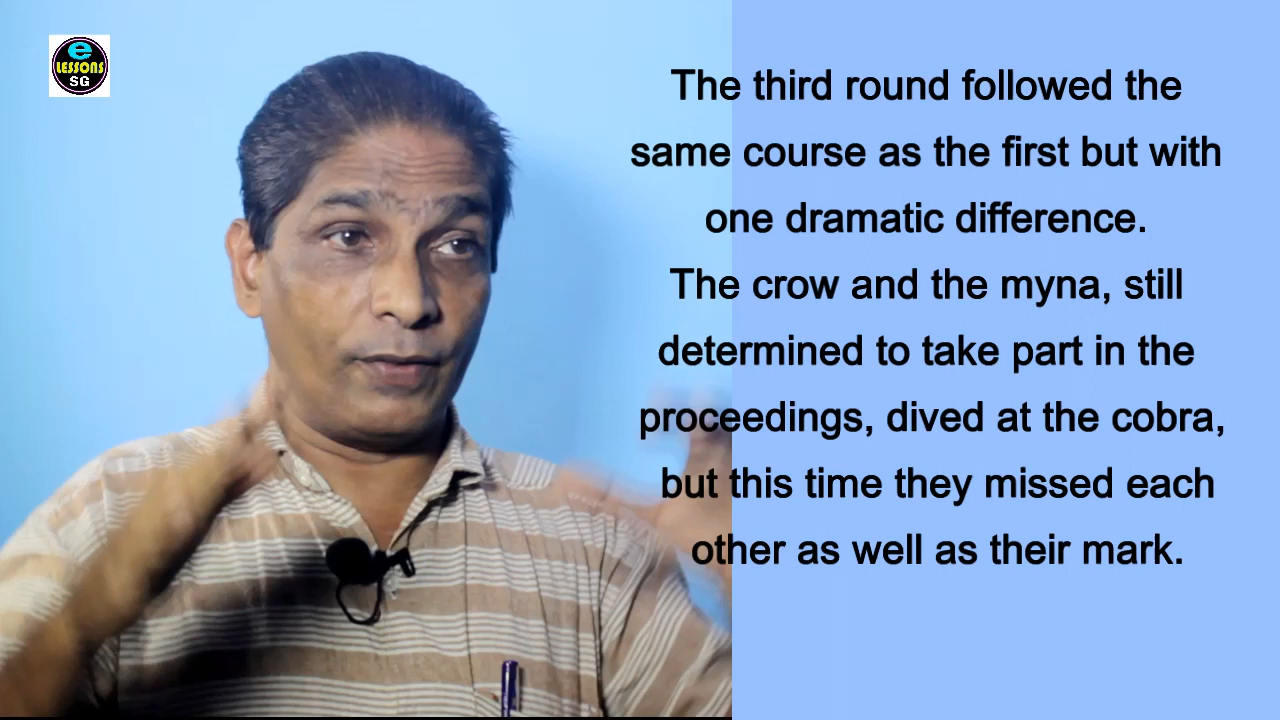 e
LESSONS
SG
The third round followed the
same course as the first but with
one dramatic difference.
The crow and the myna, still
determined to take part in the
proceedings, dived at the cobra,
but this time they missed each
other as well as their mark.